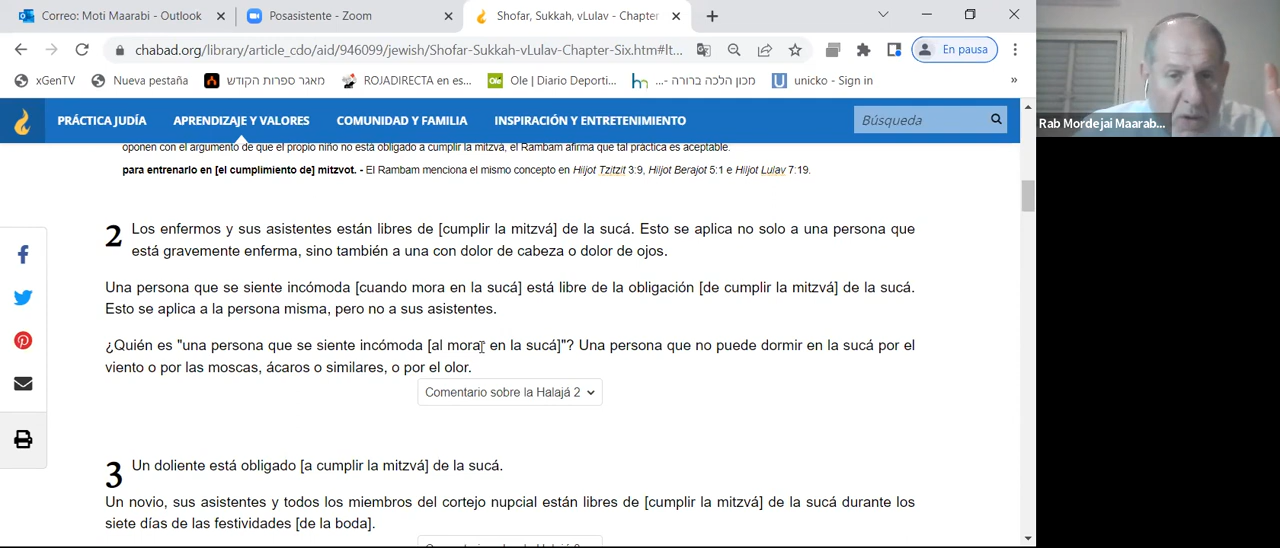 Correo: Moti Maarabi - Outlook
Posasistente - Zoom
Shofar, Sukkah, vLulav - Chapter
chabad.org/library/article_cdo/aid/946099/jewish/Shofar-Sukkah-vLulav-Chapter-Six.htm#lt...
En pausa
xGenTV
Nueva pestaña
מאגר ספרות הקודש
ROJADIRECTA en es...
Ole | Diario Deporti...
מכון הלכה ברורה -...
unicko - Sign in
»
PRÁCTICA JUDÍA
APRENDIZAJE Y VALORES
COMUNIDAD Y FAMILIA
INSPIRACIÓN Y ENTRETENIMIENTO
Búsqueda
Rab Mordejai Maarab...
oponen con el argumento de que el propio niño no está obligado a cumplir la mitzvá, el Rambam afirma que tal práctica es aceptable.
para entrenarlo en [el cumplimiento de] mitzvot. - El Rambam menciona el mismo concepto en Hiljot Tzitzit 3:9, Hiljot Berajot 5:1 e Hiljot Lulav 7:19.
2 Los enfermos y sus asistentes están libres de [cumplir la mitzvá] de la sucá. Esto se aplica no solo a una persona que
está gravemente enferma, sino también a una con dolor de cabeza o dolor de ojos.
Una persona que se siente incómoda [cuando mora en la sucá] está libre de la obligación [de cumplir la mitzvá] de la sucá.
Esto se aplica a la persona misma, pero no a sus asistentes.
¿Quién es "una persona que se siente incómoda [al morar en la sucá]"? Una persona que no puede dormir en la sucá por el
viento o por las moscas, ácaros o similares, o por el olor.
Comentario sobre la Halajá 2
3 Un doliente está obligado [a cumplir la mitzvá] de la sucá.
Un novio, sus asistentes y todos los miembros del cortejo nupcial están libres de [cumplir la mitzvá] de la sucá durante los
siete días de las festividades [de la boda].